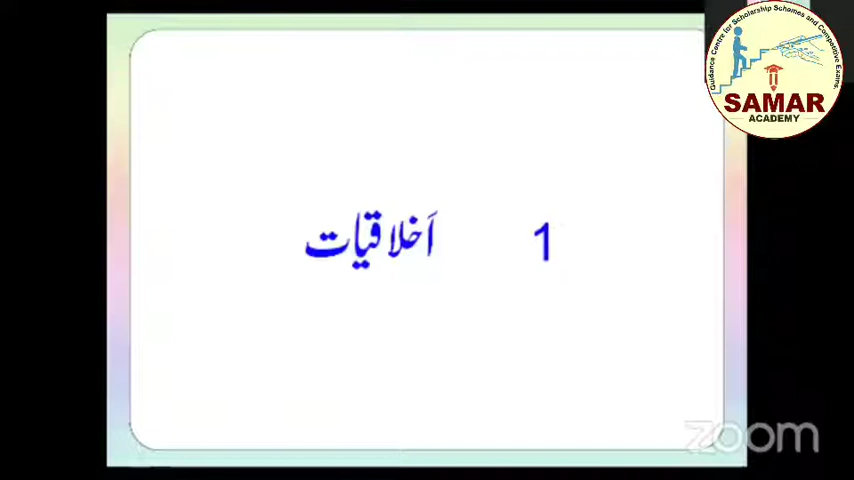 1 اَخلاقیات
Guidance Centre for Scholarship Schemes and Competitive Exams.
SAMAR
ACADEMY
zoom